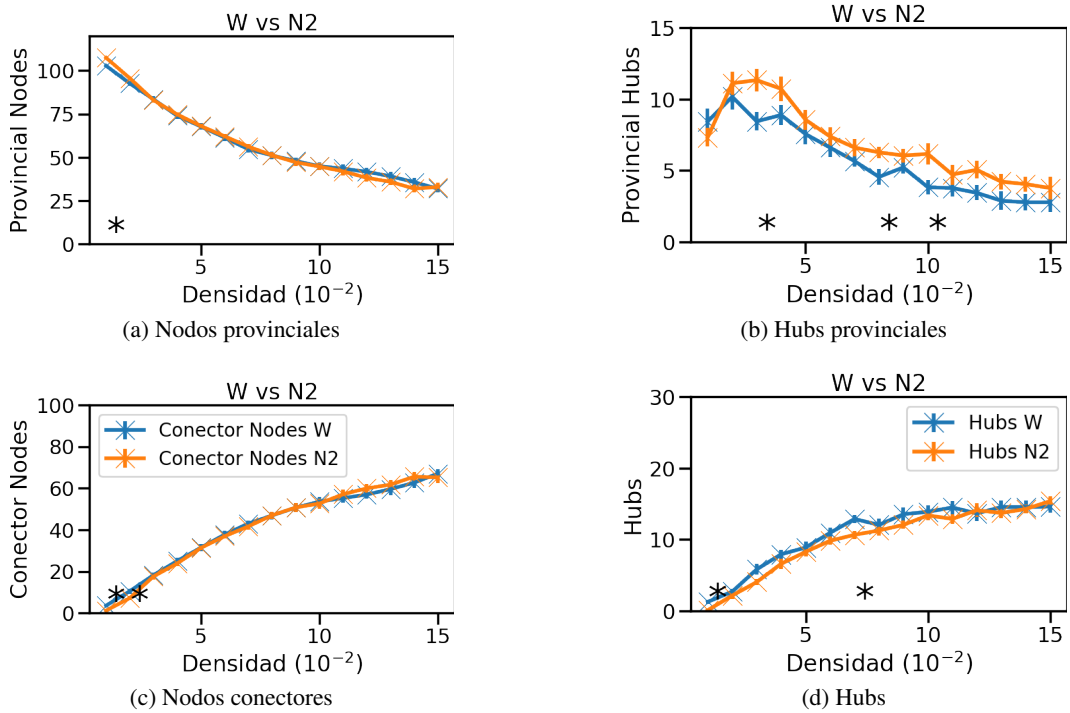 W vs N2
Provincial Nodes
100
75
50
25
0
*
5
10
15
Densidad (10⁻²)
(a) Nodos provinciales
W vs N2
Provincial Hubs
15
10
5
0
* * *
5
10
15
Densidad (10⁻²)
(b) Hubs provinciales
W vs N2
Conector Nodes
100
80
60
40
20
0
Conector Nodes W
Conector Nodes N2
* *
5
10
15
Densidad (10⁻²)
(c) Nodos conectores
W vs N2
Hubs
30
20
10
0
Hubs W
Hubs N2
* *
5
10
15
Densidad (10⁻²)
(d) Hubs